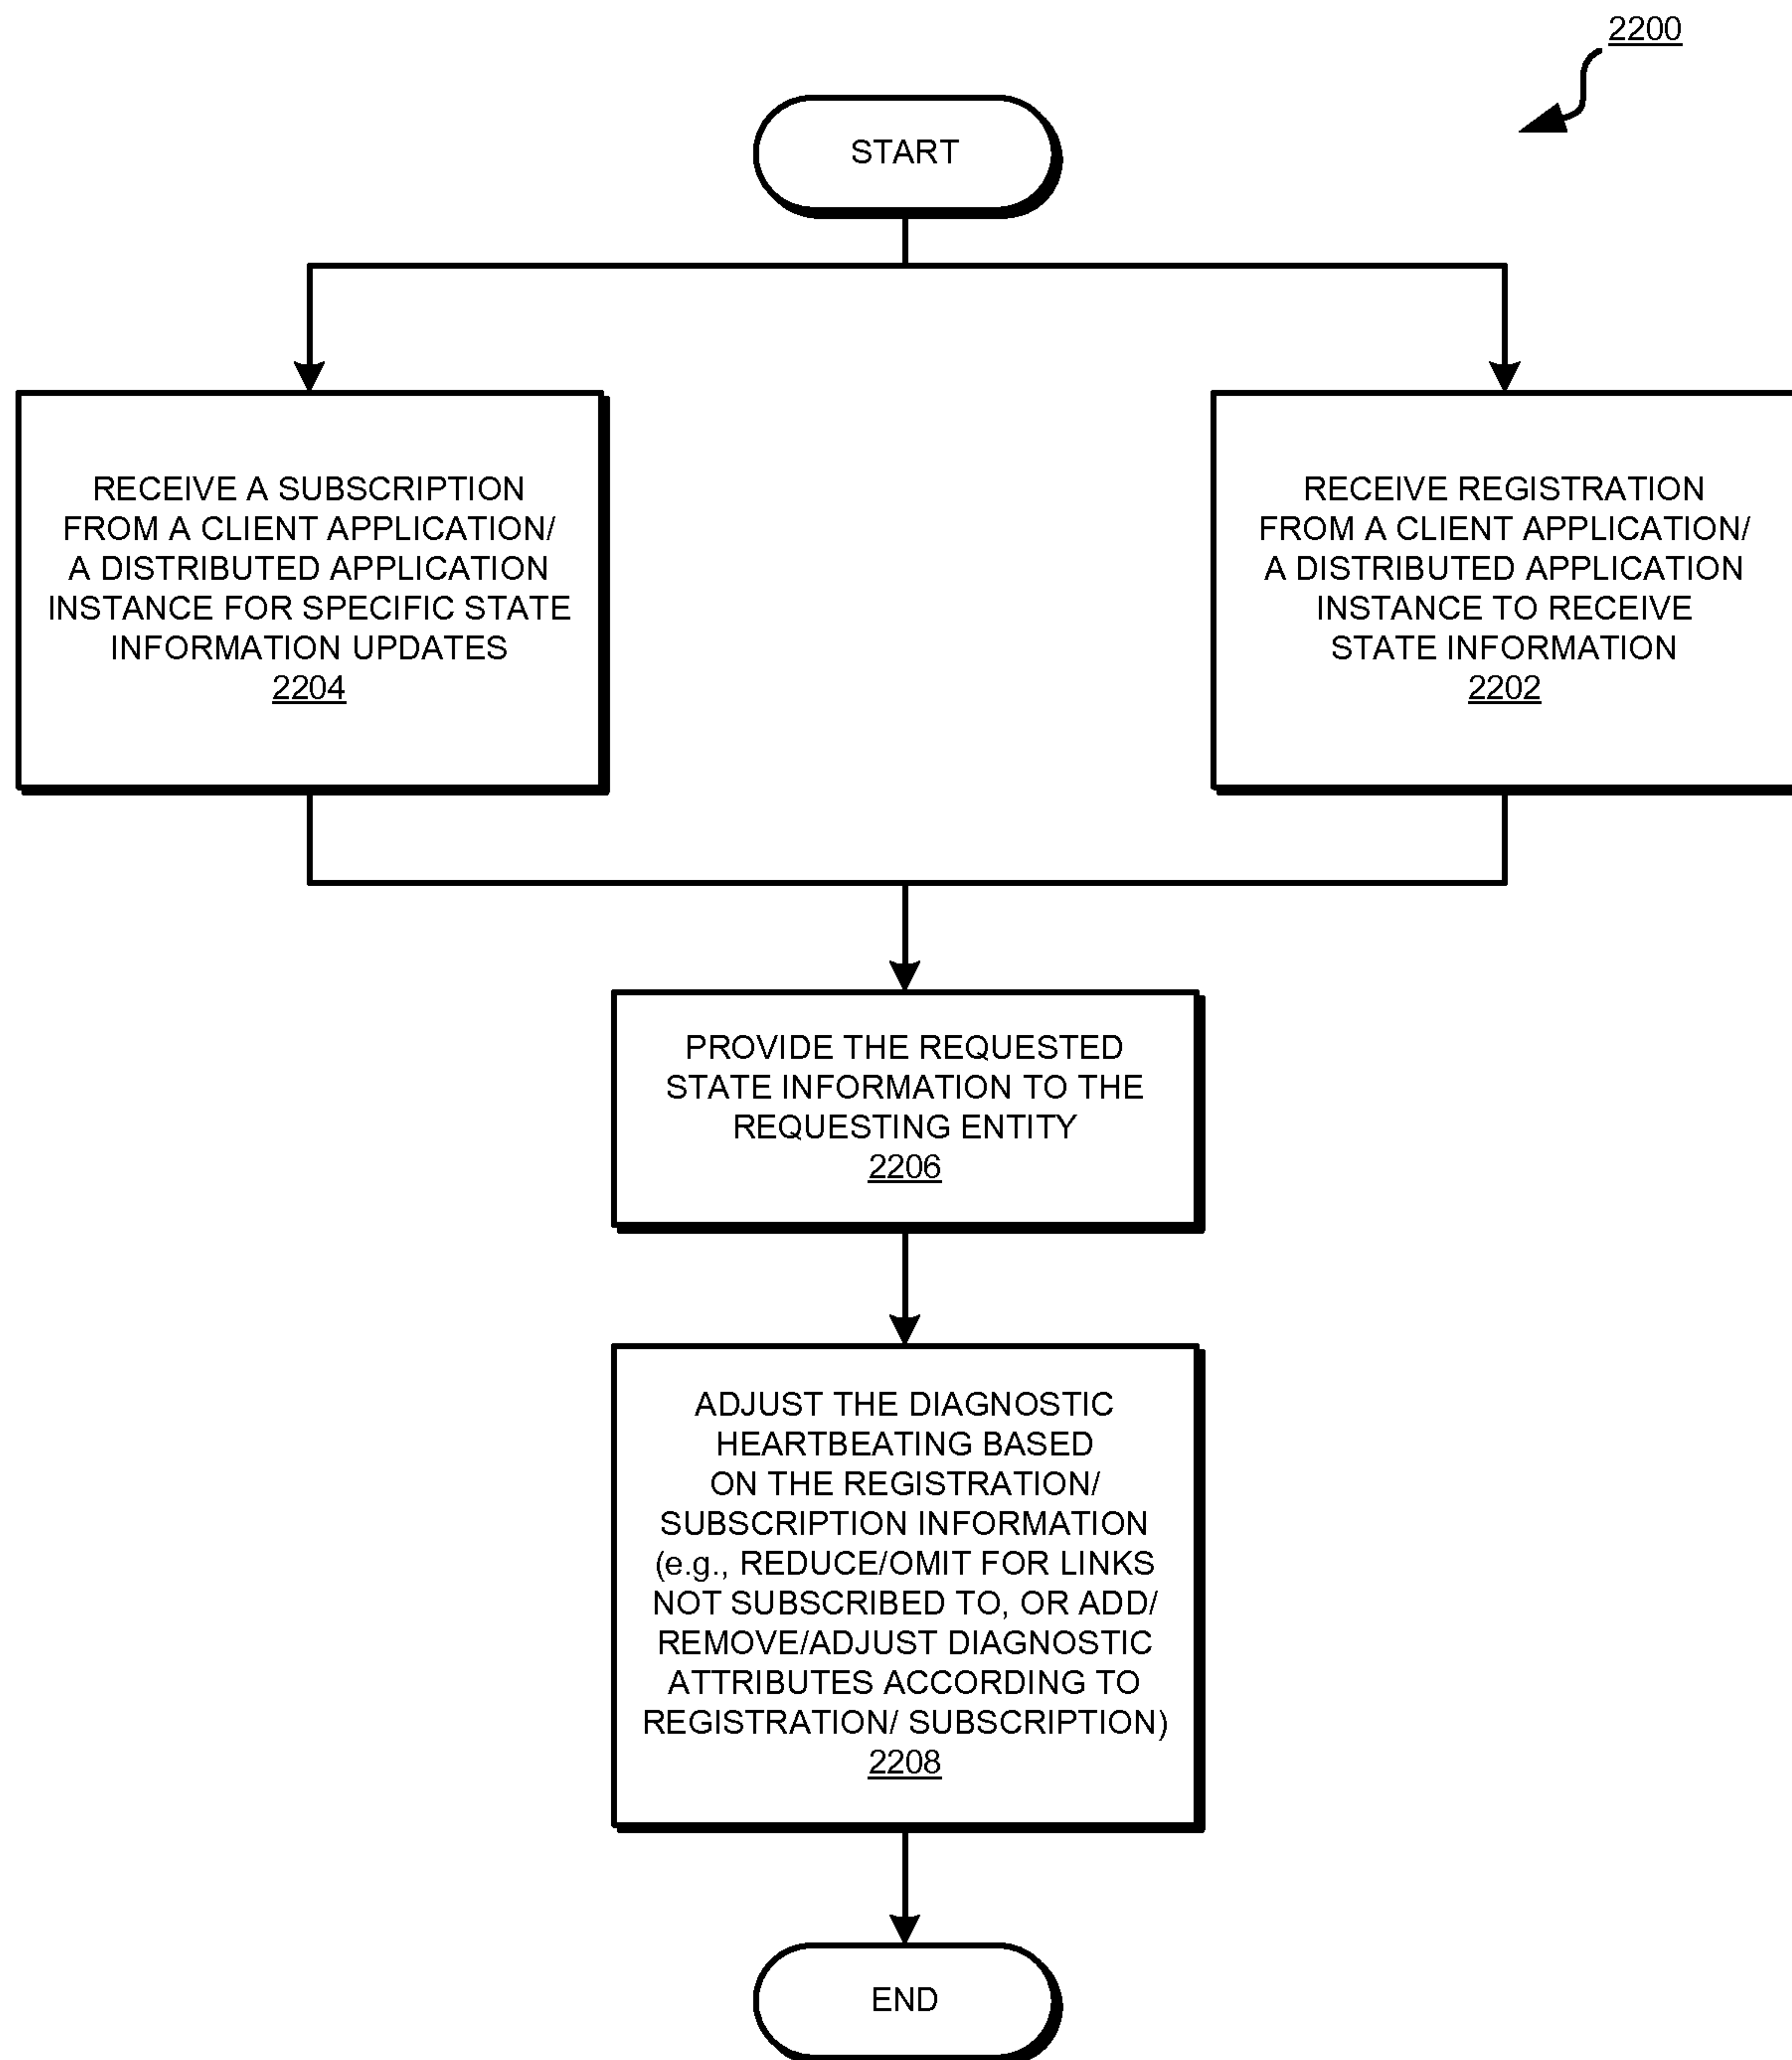 2200
START
RECEIVE A SUBSCRIPTION
FROM A CLIENT APPLICATION/
A DISTRIBUTED APPLICATION
INSTANCE FOR SPECIFIC STATE
INFORMATION UPDATES
2204
RECEIVE REGISTRATION
FROM A CLIENT APPLICATION/
A DISTRIBUTED APPLICATION
INSTANCE TO RECEIVE
STATE INFORMATION
2202
PROVIDE THE REQUESTED
STATE INFORMATION TO THE
REQUESTING ENTITY
2206
ADJUST THE DIAGNOSTIC
HEARTBEATING BASED
ON THE REGISTRATION/
SUBSCRIPTION INFORMATION
(e.g., REDUCE/OMIT FOR LINKS
NOT SUBSCRIBED TO, OR ADD/
REMOVE/ADJUST DIAGNOSTIC
ATTRIBUTES ACCORDING TO
REGISTRATION/ SUBSCRIPTION)
2208
END